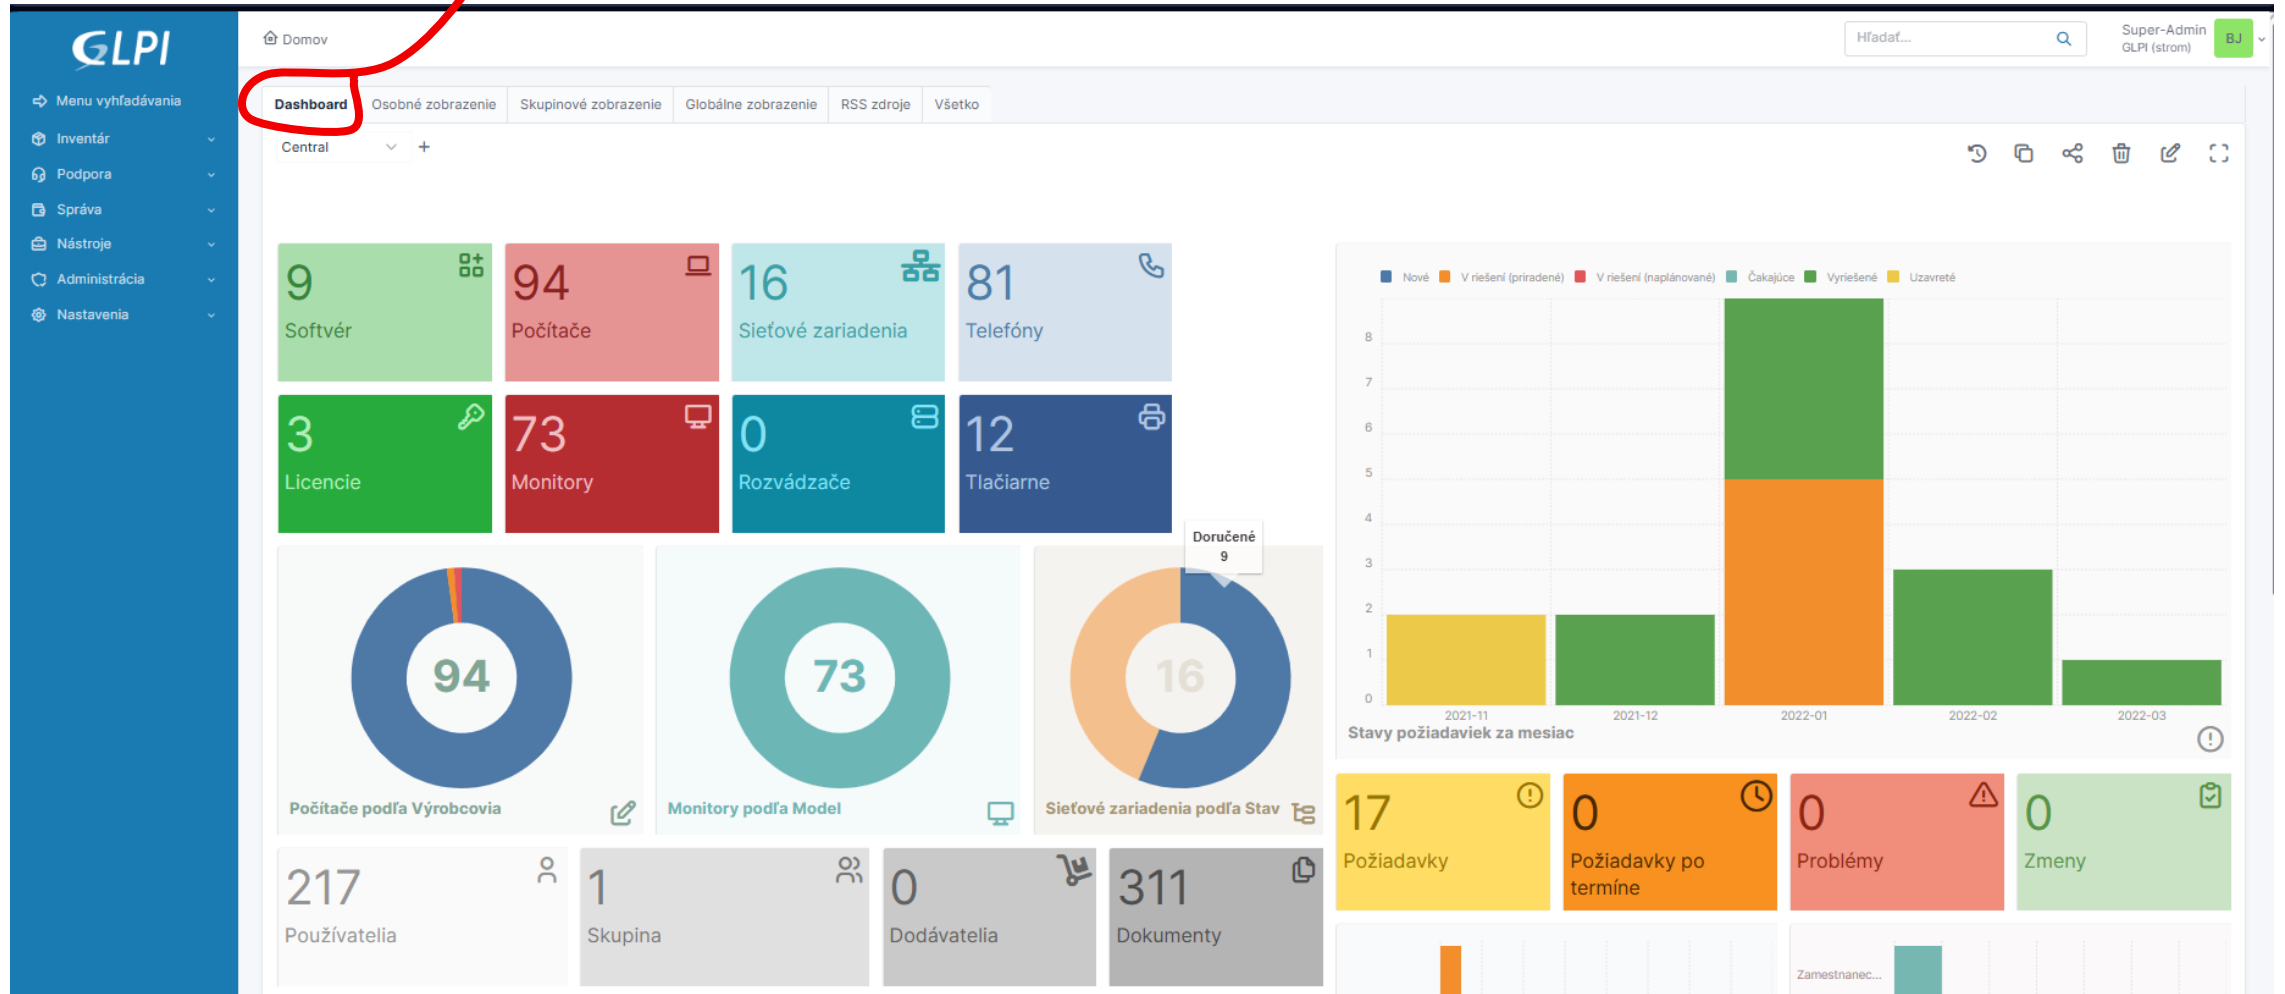 GLPI
Domov
Hľadať...
Super-Admin
GLPI (strom)
BJ
Menu vyhľadávania
Inventár
Podpora
Správa
Nástroje
Administrácia
Nastavenia
Dashboard Osobné zobrazenie Skupinové zobrazenie Globálne zobrazenie RSS zdroje Všetko
Central +
9
Softvér
94
Počítače
16
Sieťové zariadenia
81
Telefóny
3
Licencie
73
Monitory
0
Rozvádzače
12
Tlačiarne
Doručené
9
94
Počítače podľa Výrobcovia
73
Monitory podľa Model
16
Sieťové zariadenia podľa Stav
217
Používatelia
1
Skupina
0
Dodávatelia
311
Dokumenty
Nové V riešení (priradené) V riešení (naplánované) Čakajúce Vyriešené Uzavreté
8
7
6
5
4
3
2
1
0
2021-11 2021-12 2022-01 2022-02 2022-03
Stavy požiadaviek za mesiac
17
Požiadavky
0
Požiadavky po
termíne
0
Problémy
0
Zmeny
Zamestnanec...